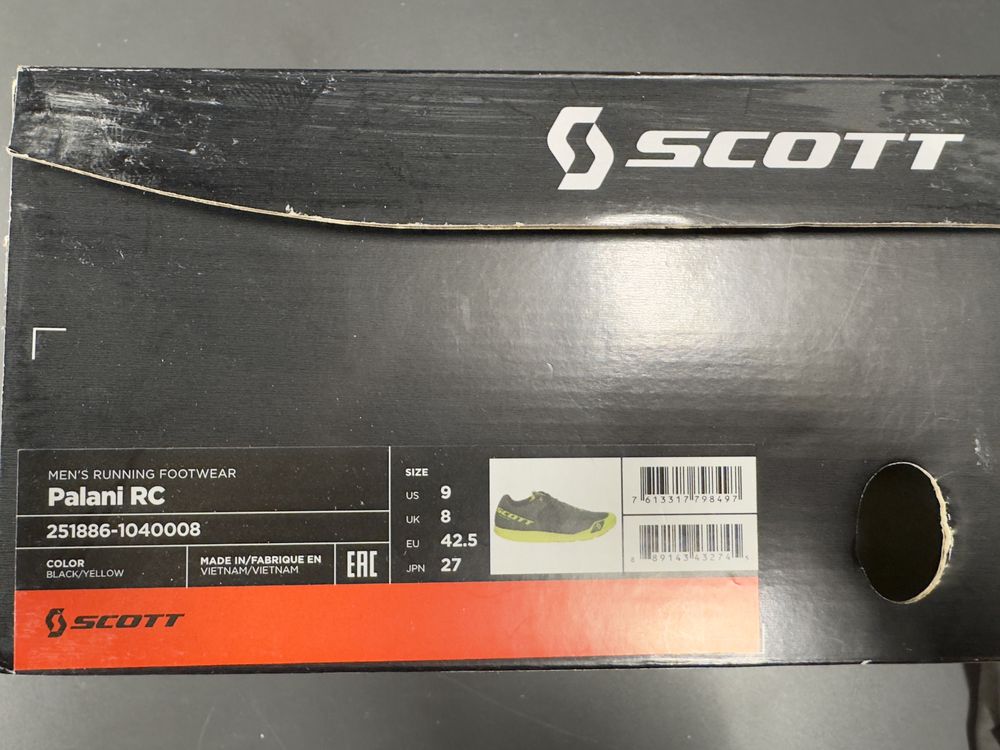 SCOTT
MEN'S RUNNING FOOTWEAR
Palani RC
251886-1040008
COLOR
BLACK/YELLOW
MADE IN/FABRIQUE EN
VIETNAM/VIETNAM
EAC
SIZE
US 9
UK 8
EU 42.5
JPN 27
SCOTT
7 613317 798497
8 89143 43274
SCOTT